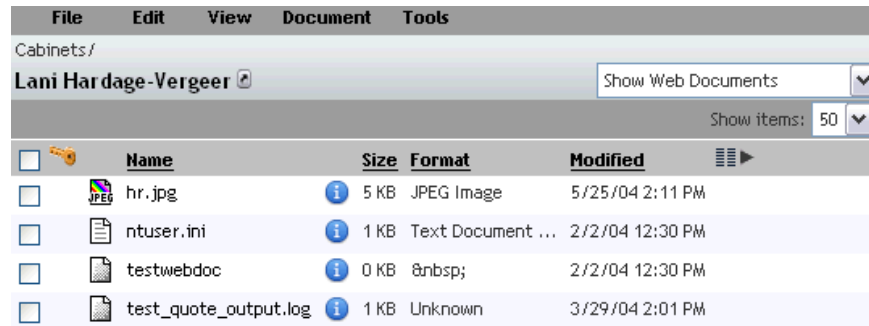 File Edit View Document Tools
Cabinets/
Lani Hardage-Vergeer
Show Web Documents
Show items: 50
Name Size Format Modified
JPEG hr.jpg i 5 KB JPEG Image 5/25/04 2:11 PM
ntuser.ini i 1 KB Text Document ... 2/2/04 12:30 PM
testwebdoc i 0 KB &nbsp; 2/2/04 12:30 PM
test_quote_output.log i 1 KB Unknown 3/29/04 2:01 PM